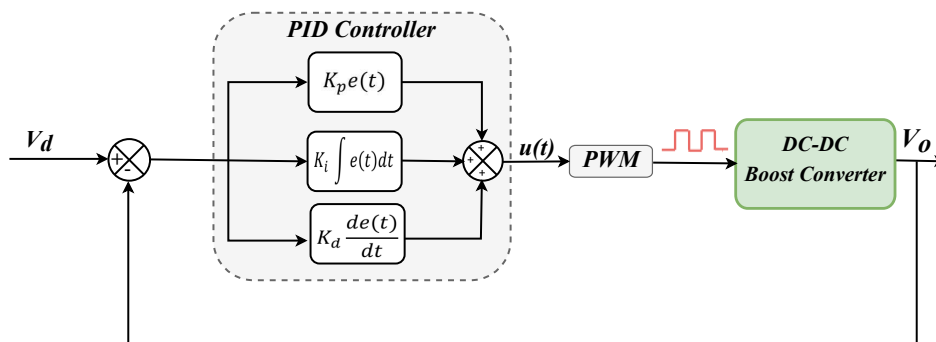 PID Controller
K_p e(t)
V_d
+
-
K_i ∫ e(t)dt
+
+
+
+
u(t)
PWM
DC-DC
Boost Converter
V_o
K_d de(t)/dt